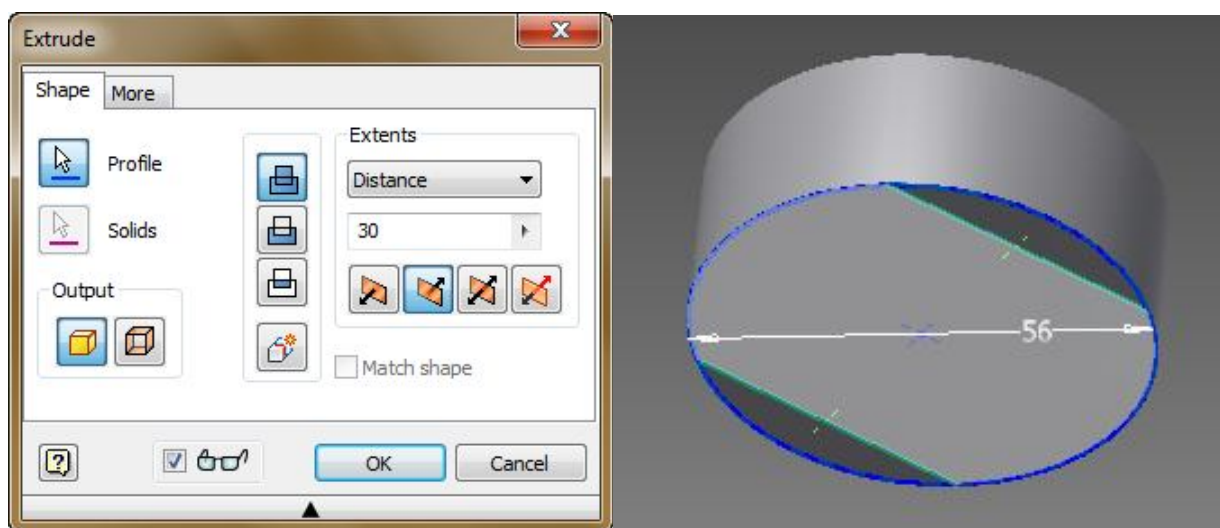 Extrude
Shape More
Profile
Solids
Output
Extents
Distance
30
Match shape
OK Cancel
56